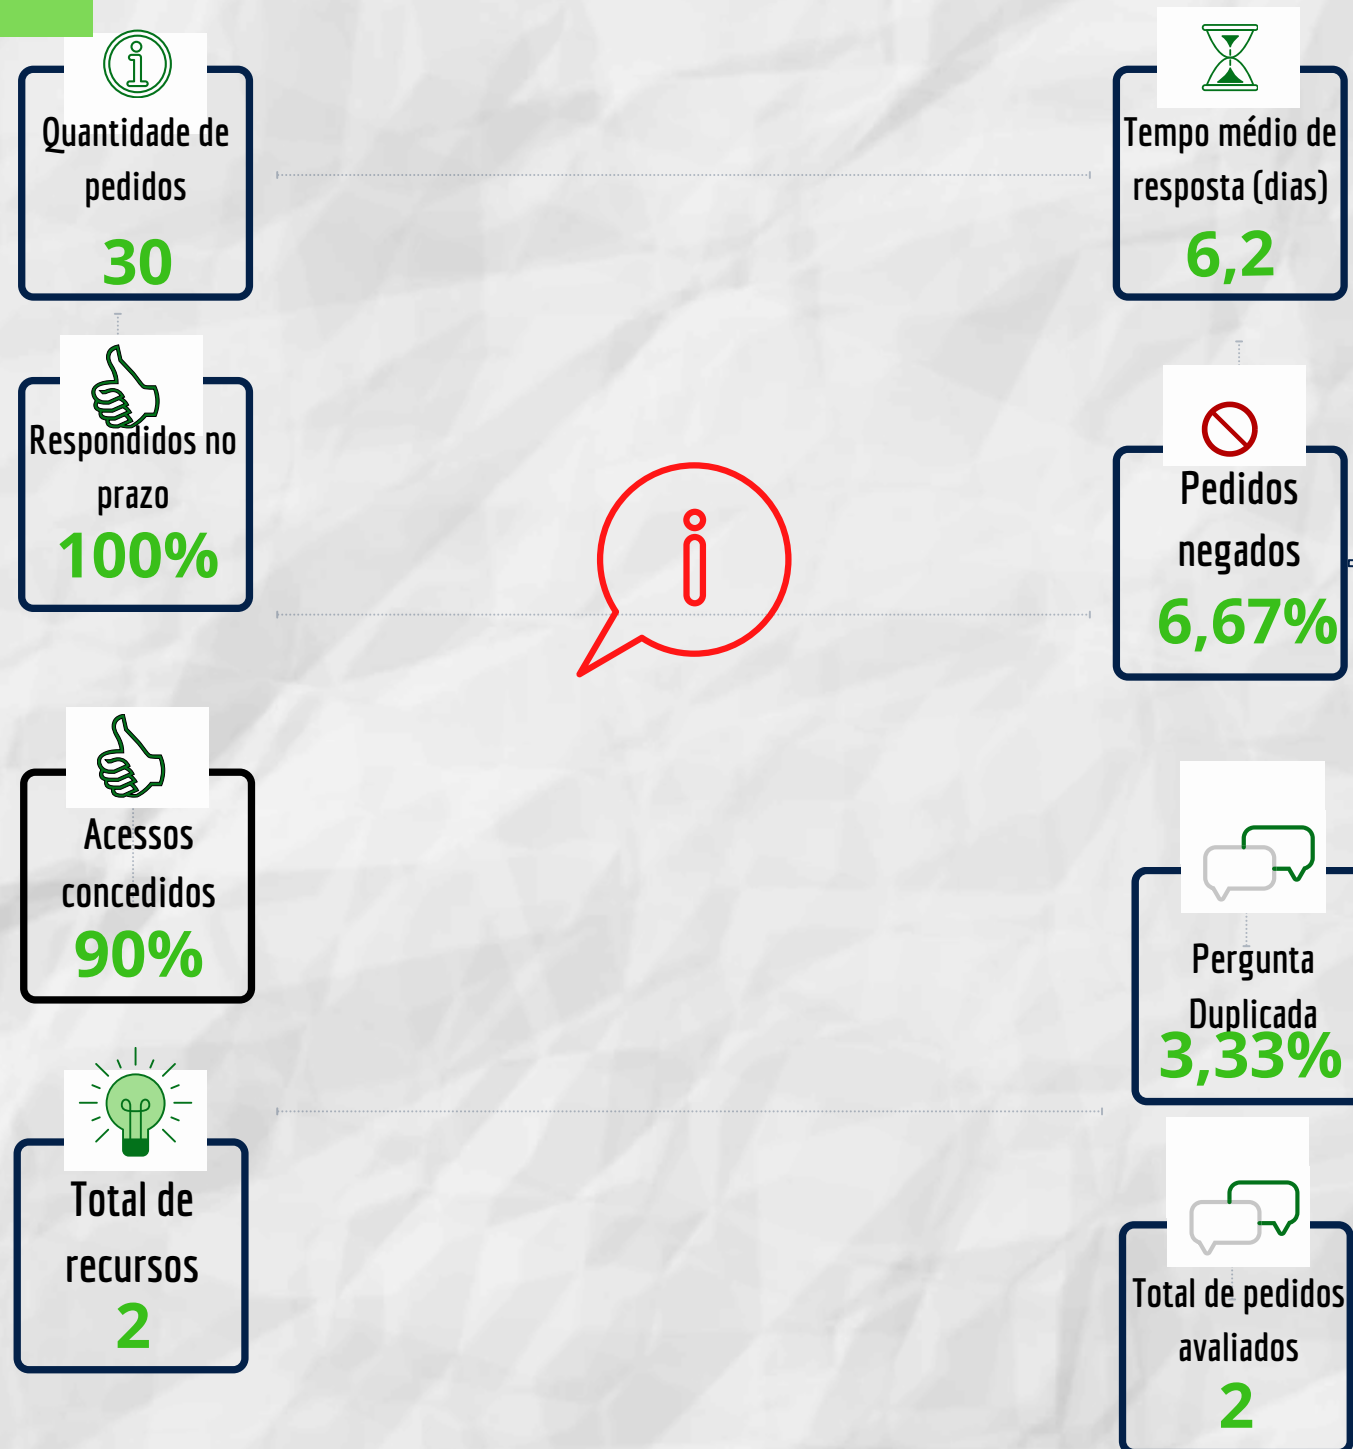 Quantidade de
pedidos
30
Tempo médio de
resposta (dias)
6,2
Respondidos no
prazo
100%
Pedidos
negados
6,67%
Acessos
concedidos
90%
Pergunta
Duplicada
3,33%
Total de
recursos
2
Total de pedidos
avaliados
2